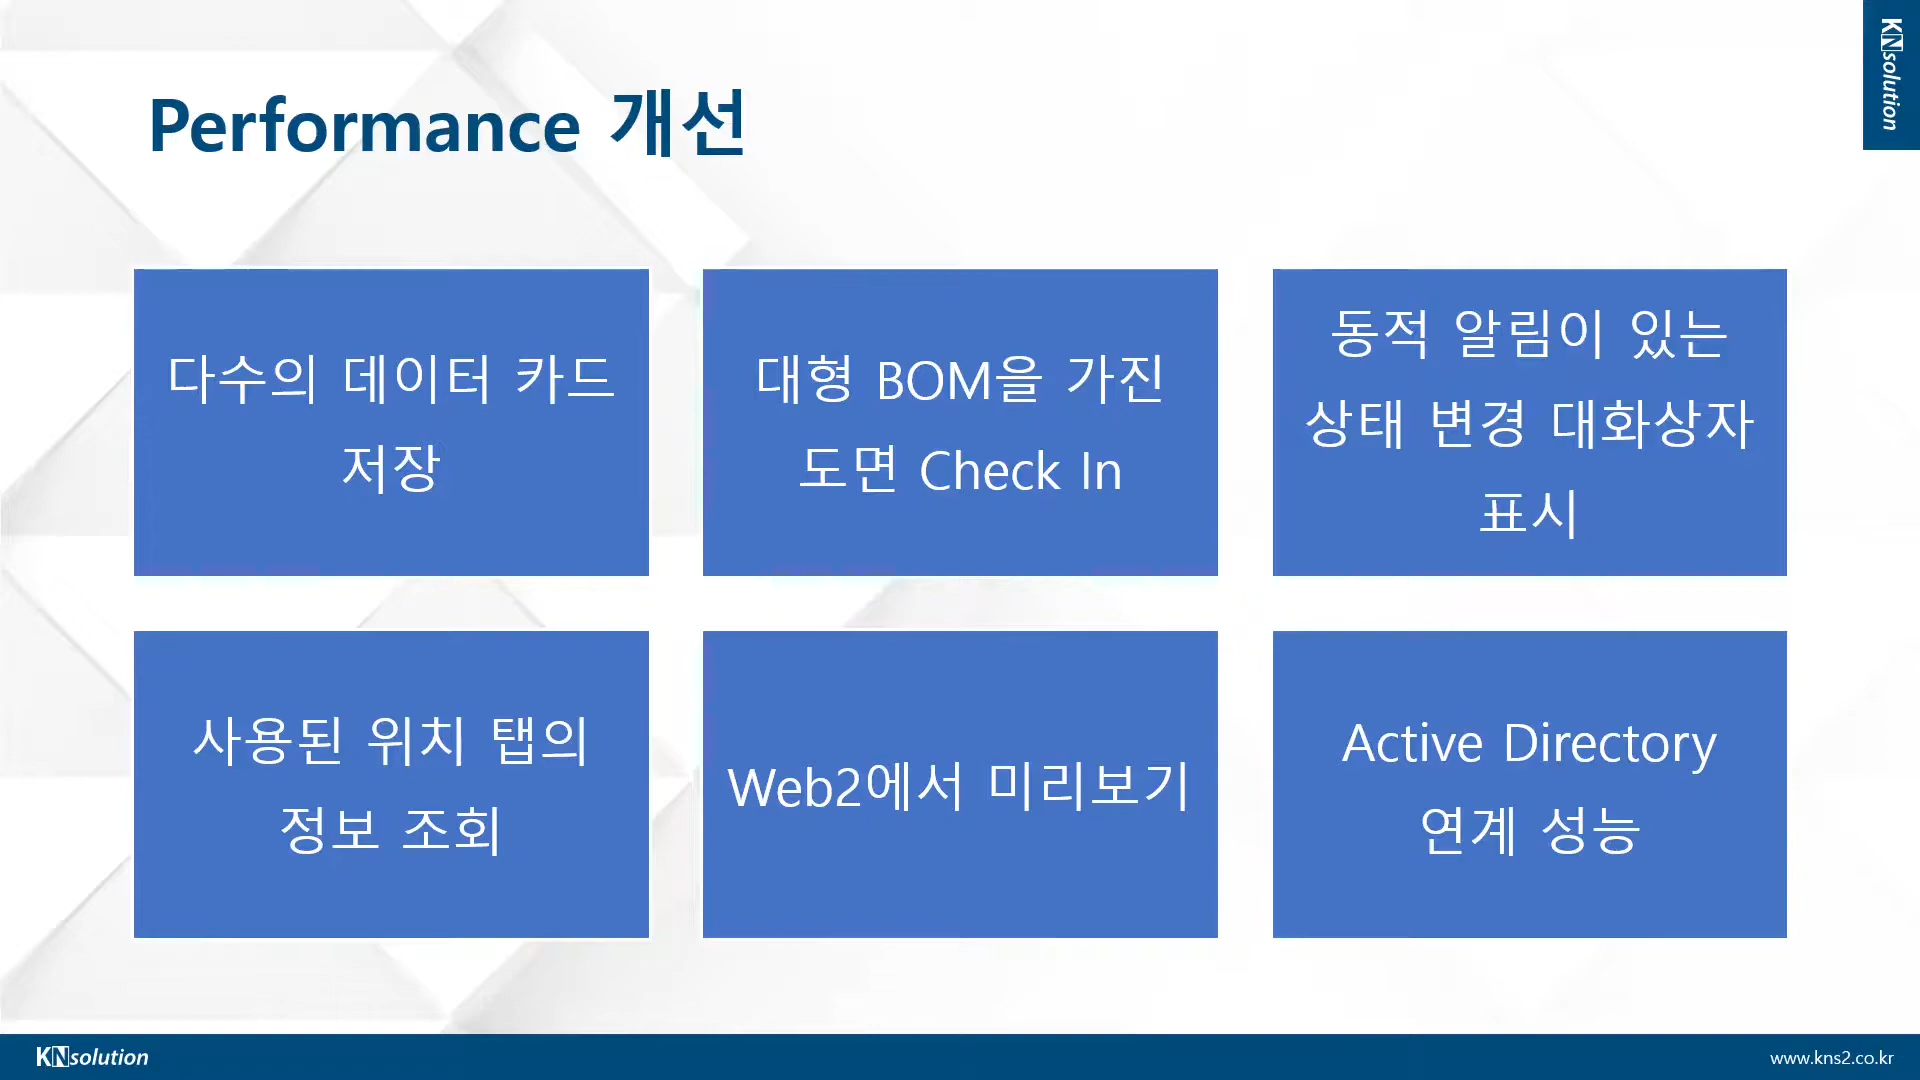 KNsolution
Performance 개선
다수의 데이터 카드
저장
대형 BOM을 가진
도면 Check In
동적 알림이 있는
상태 변경 대화상자
표시
사용된 위치 탭의
정보 조회
Web2에서 미리보기
Active Directory
연계 성능
KNsolution
www.kns2.co.kr